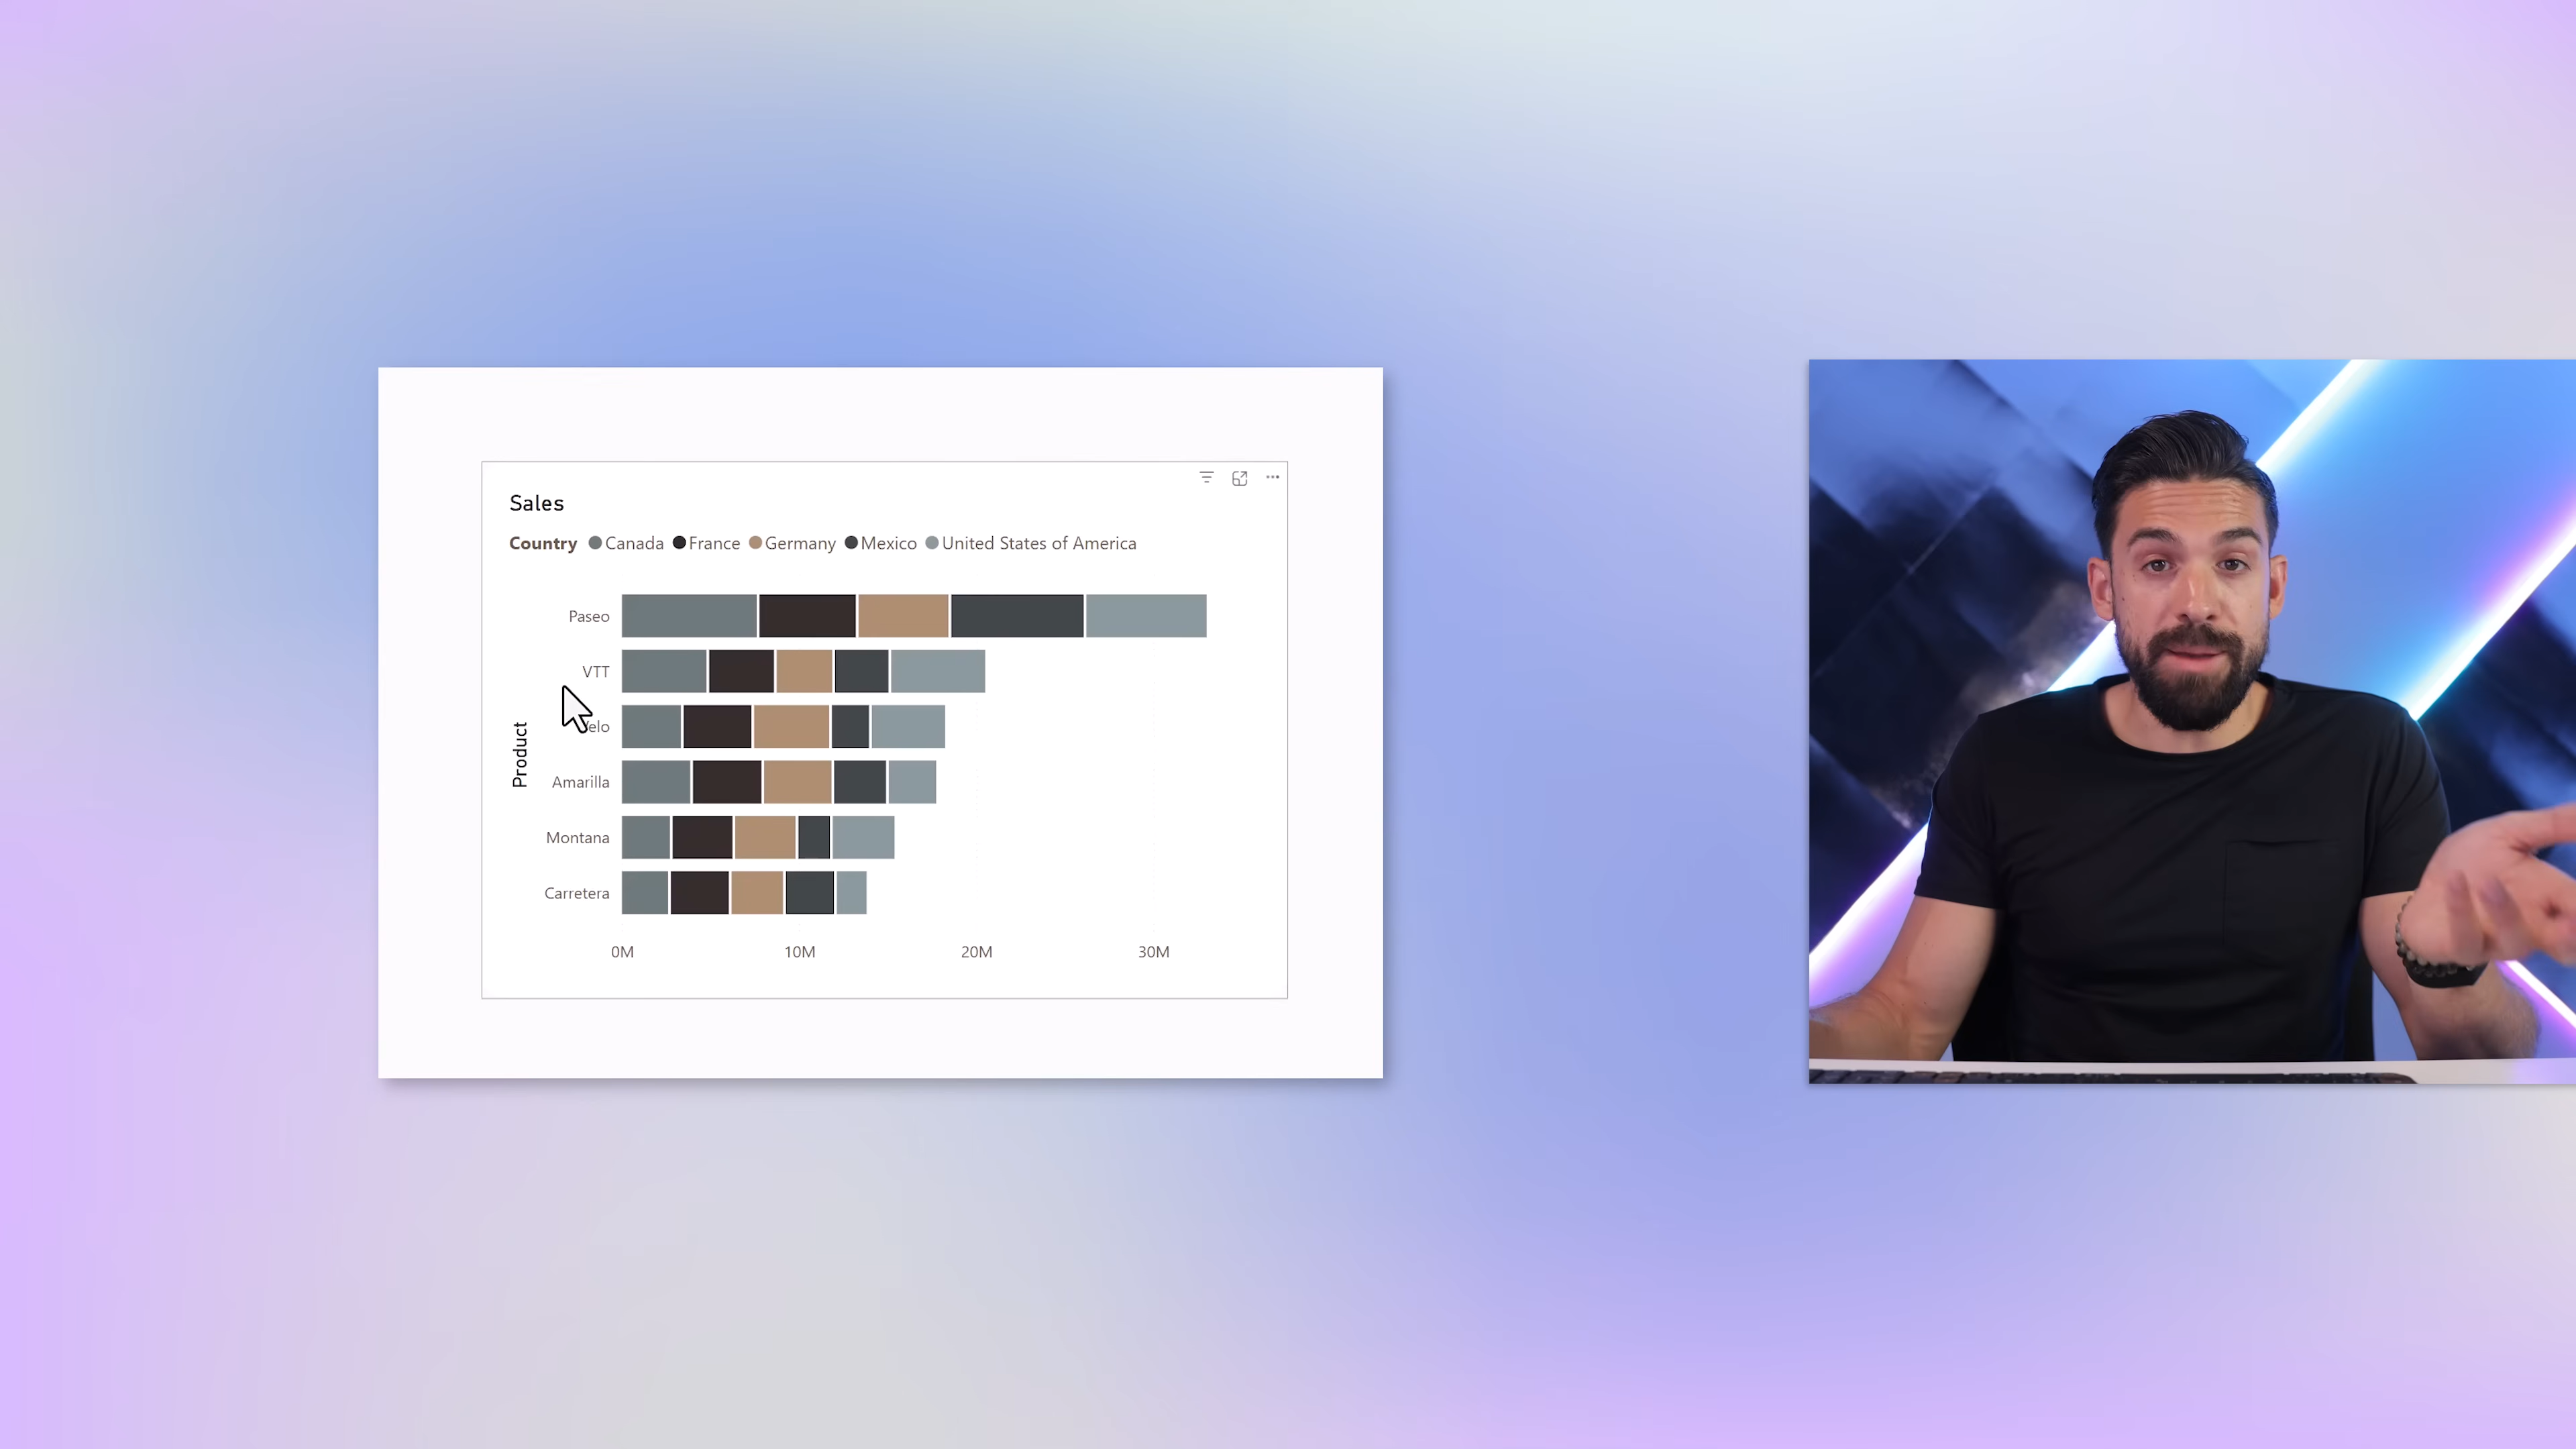 Sales
Country Canada France Germany Mexico United States of America
Product
Paseo
VTT
Amarilla
Montana
Carretera
0M 10M 20M 30M